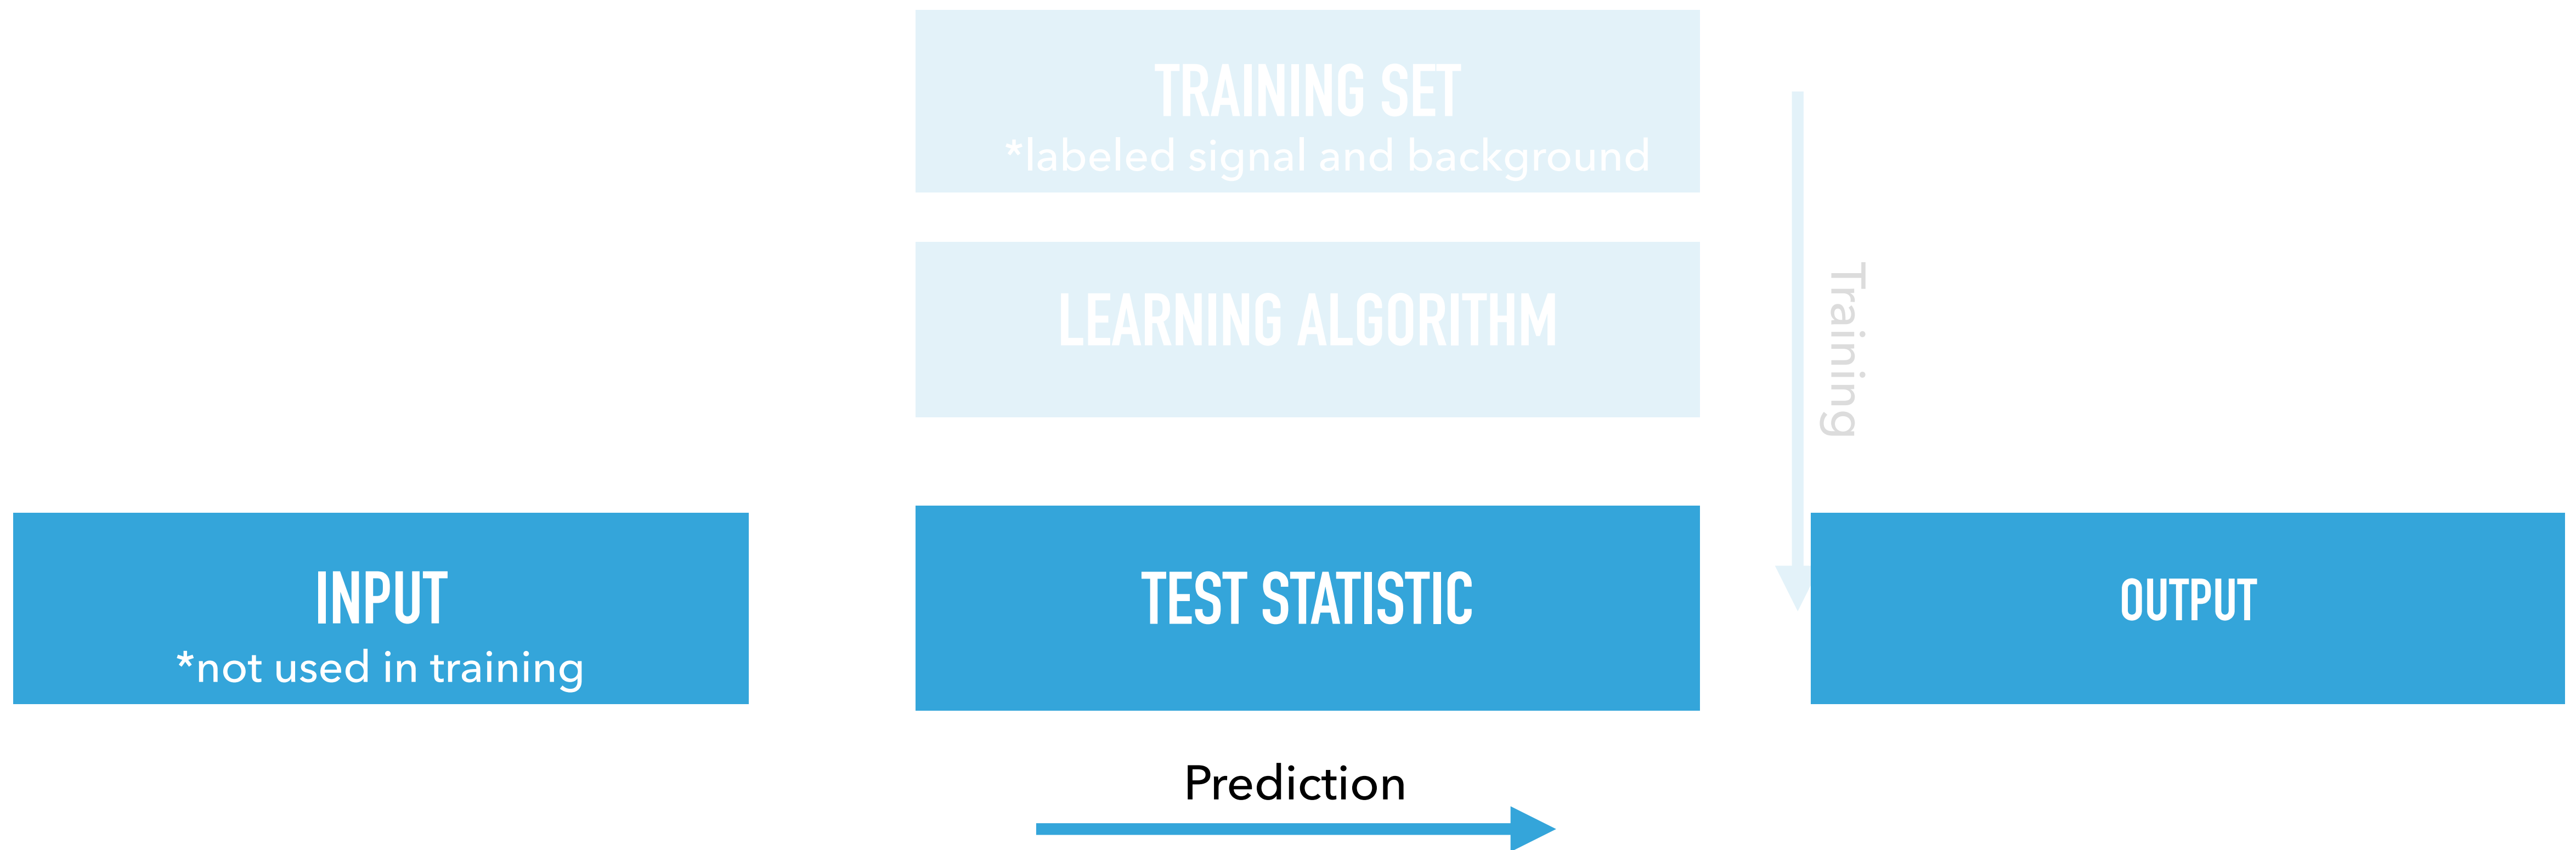 TRAINING SET
*labeled signal and background
LEARNING ALGORITHM
Training
INPUT
*not used in training
TEST STATISTIC
OUTPUT
Prediction